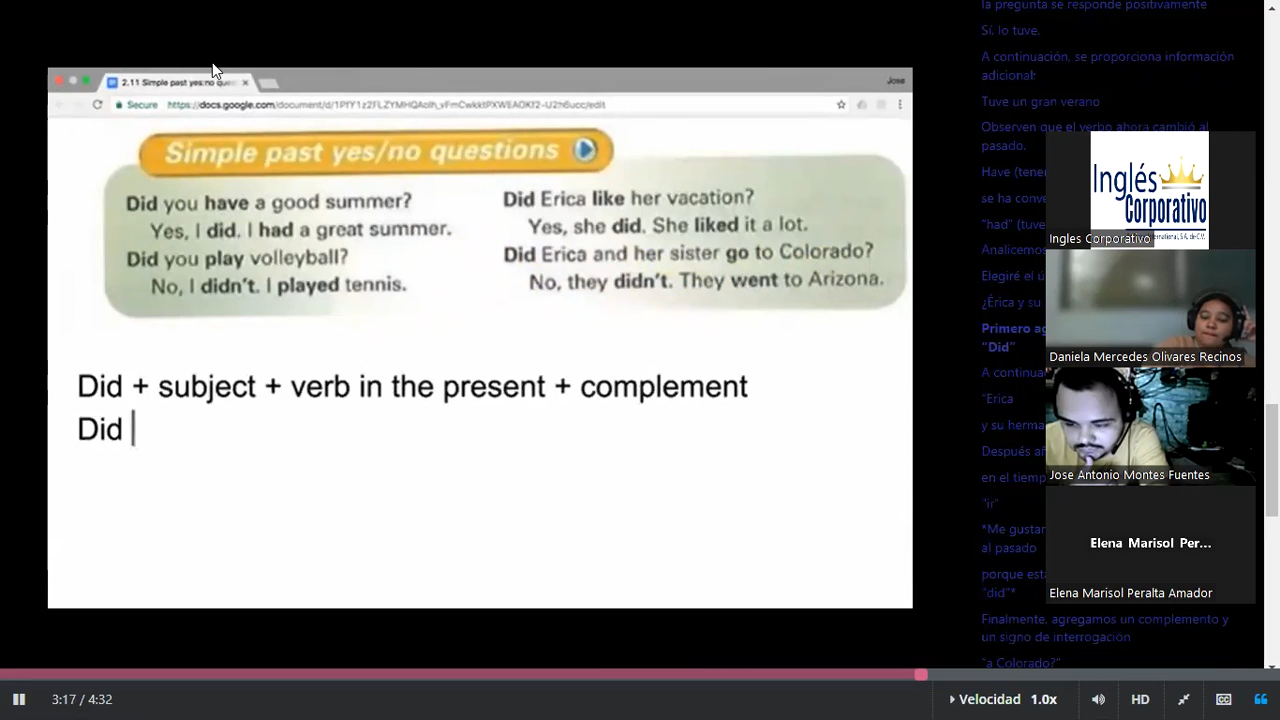 2.11 Simple past yes/no
Jose
Secure
Simple past yes/no questions
Did you have a good summer?
Yes, I did. I had a great summer.
Did you play volleyball?
No, I didn't. I played tennis.
Did Erica like her vacation?
Yes, she did. She liked it a lot.
Did Erica and her sister go to Colorado?
No, they didn't. They went to Arizona.
Did + subject + verb in the present + complement
Did
la pregunta se responde positivamente
Sí, lo tuve.
A continuación, se proporciona información
adicional:
Tuve un gran verano
Observen que el verbo ahora cambió al
pasado.
Have (tener
se ha conve
"had" (tuve
Analicemos
Elegiré el ú
¿Erica y su
Primero ag
"Did"
A continua
"Erica
y su herma
Después añ
en el tiemp
"ir"
*Me gustar
al pasado
porque esta
"did"*
Finalmente, agregamos un complemento y
un signo de interrogación
"a Colorado?"
Inglés
Corporativo
Ingles Corporativo
Daniela Mercedes Olivares Recinos
Jose Antonio Montes Fuentes
Elena Marisol Per...
Elena Marisol Peralta Amador
3:17 / 4:32
Velocidad 1.0x
HD
CC